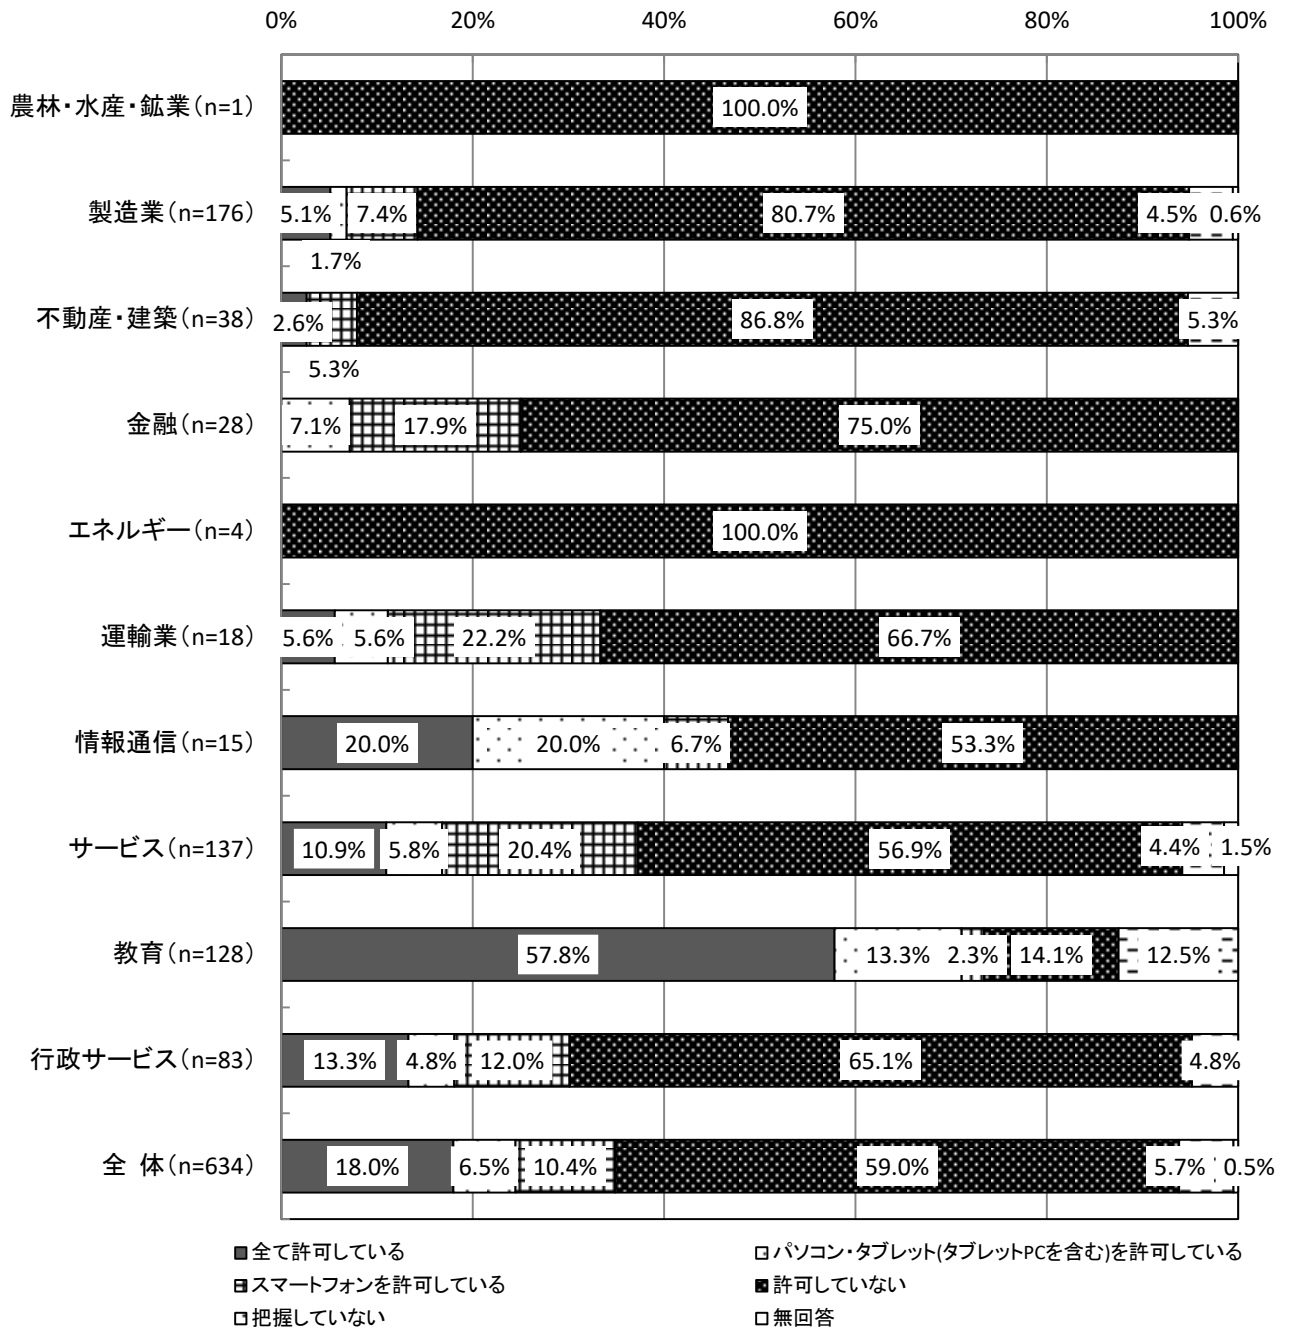 0% 20% 40% 60% 80% 100%
農林・水産・鉱業(n=1) 100.0%
製造業(n=176) 5.1% 7.4% 80.7% 4.5% 0.6%
1.7%
不動産・建築(n=38) 2.6% 86.8% 5.3%
5.3%
金融(n=28) 7.1% 17.9% 75.0%
エネルギー(n=4) 100.0%
運輸業(n=18) 5.6% 5.6% 22.2% 66.7%
情報通信(n=15) 20.0% 20.0% 6.7% 53.3%
サービス(n=137) 10.9% 5.8% 20.4% 56.9% 4.4% 1.5%
教育(n=128) 57.8% 13.3% 2.3% 14.1% 12.5%
行政サービス(n=83) 13.3% 4.8% 12.0% 65.1% 4.8%
全 体(n=634) 18.0% 6.5% 10.4% 59.0% 5.7% 0.5%
全て許可している パソコン・タブレット(タブレットPCを含む)を許可している
スマートフォンを許可している 許可していない
把握していない 無回答